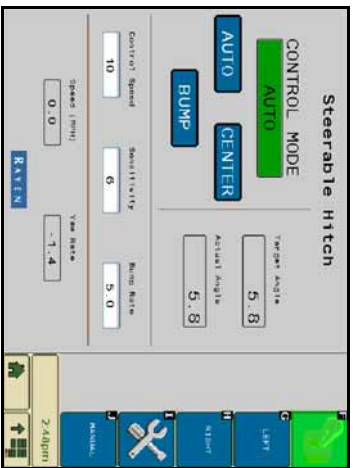 Steerable Hitch
CONTROL MODE
AUTO
AUTO
CENTER
BUMP
Target Angle
5.8
Actual Angle
5.8
Control Speed
10
Sensitivity
6
Bump Rate
5.0
Speed (MPH)
0.0
Yaw Rate
-1.4
RAVEN
F
G
LEFT
H
RIGHT
I
J
MANUAL
2:48pm